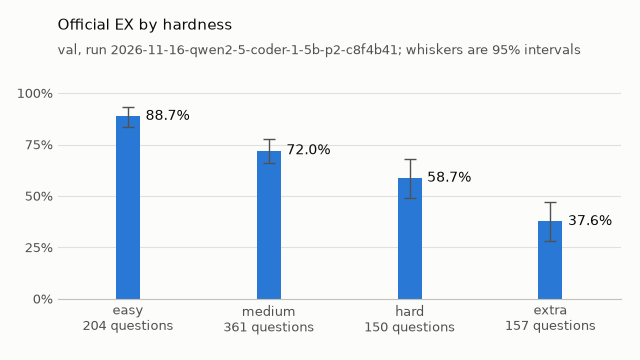 Official EX by hardness
val, run 2026-11-16-qwen2-5-coder-1-5b-p2-c8f4b41; whiskers are 95% intervals
100%
75%
50%
25%
0%
88.7%
72.0%
58.7%
37.6%
easy
204 questions
medium
361 questions
hard
150 questions
extra
157 questions